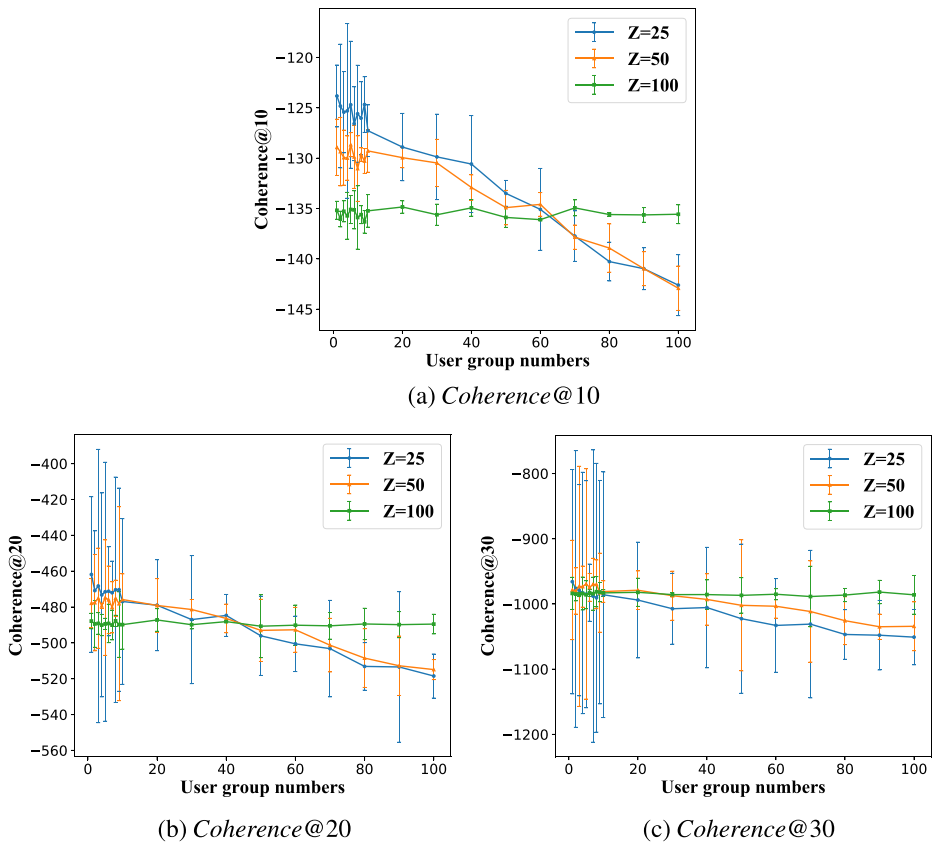 −120
−125
−130
−135
−140
−145
Coherence@10
Z=25
Z=50
Z=100
0 20 40 60 80 100
User group numbers
(a) Coherence@10
−400
−420
−440
−460
−480
−500
−520
−540
−560
Coherence@20
Z=25
Z=50
Z=100
0 20 40 60 80 100
User group numbers
(b) Coherence@20
−800
−900
−1000
−1100
−1200
Coherence@30
Z=25
Z=50
Z=100
0 20 40 60 80 100
User group numbers
(c) Coherence@30